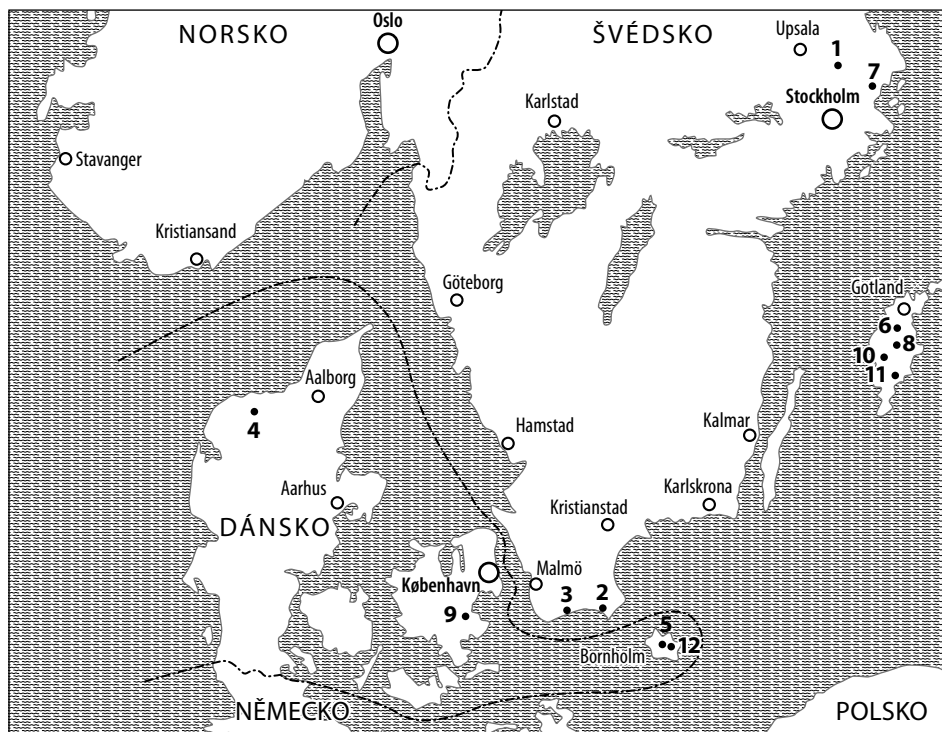 NORSKO
Oslo
ŠVÉDSKO
Upsala
1
7
Stockholm
Karlstad
Stavanger
Kristiansand
Göteborg
Gotland
6
8
10
11
Aalborg
4
Hamstad
Kalmar
Aarhus
Karlskrona
Kristianstad
DÁNSKO
København
Malmö
3
2
9
5
12
Bornholm
NĚMECKO
POLSKO